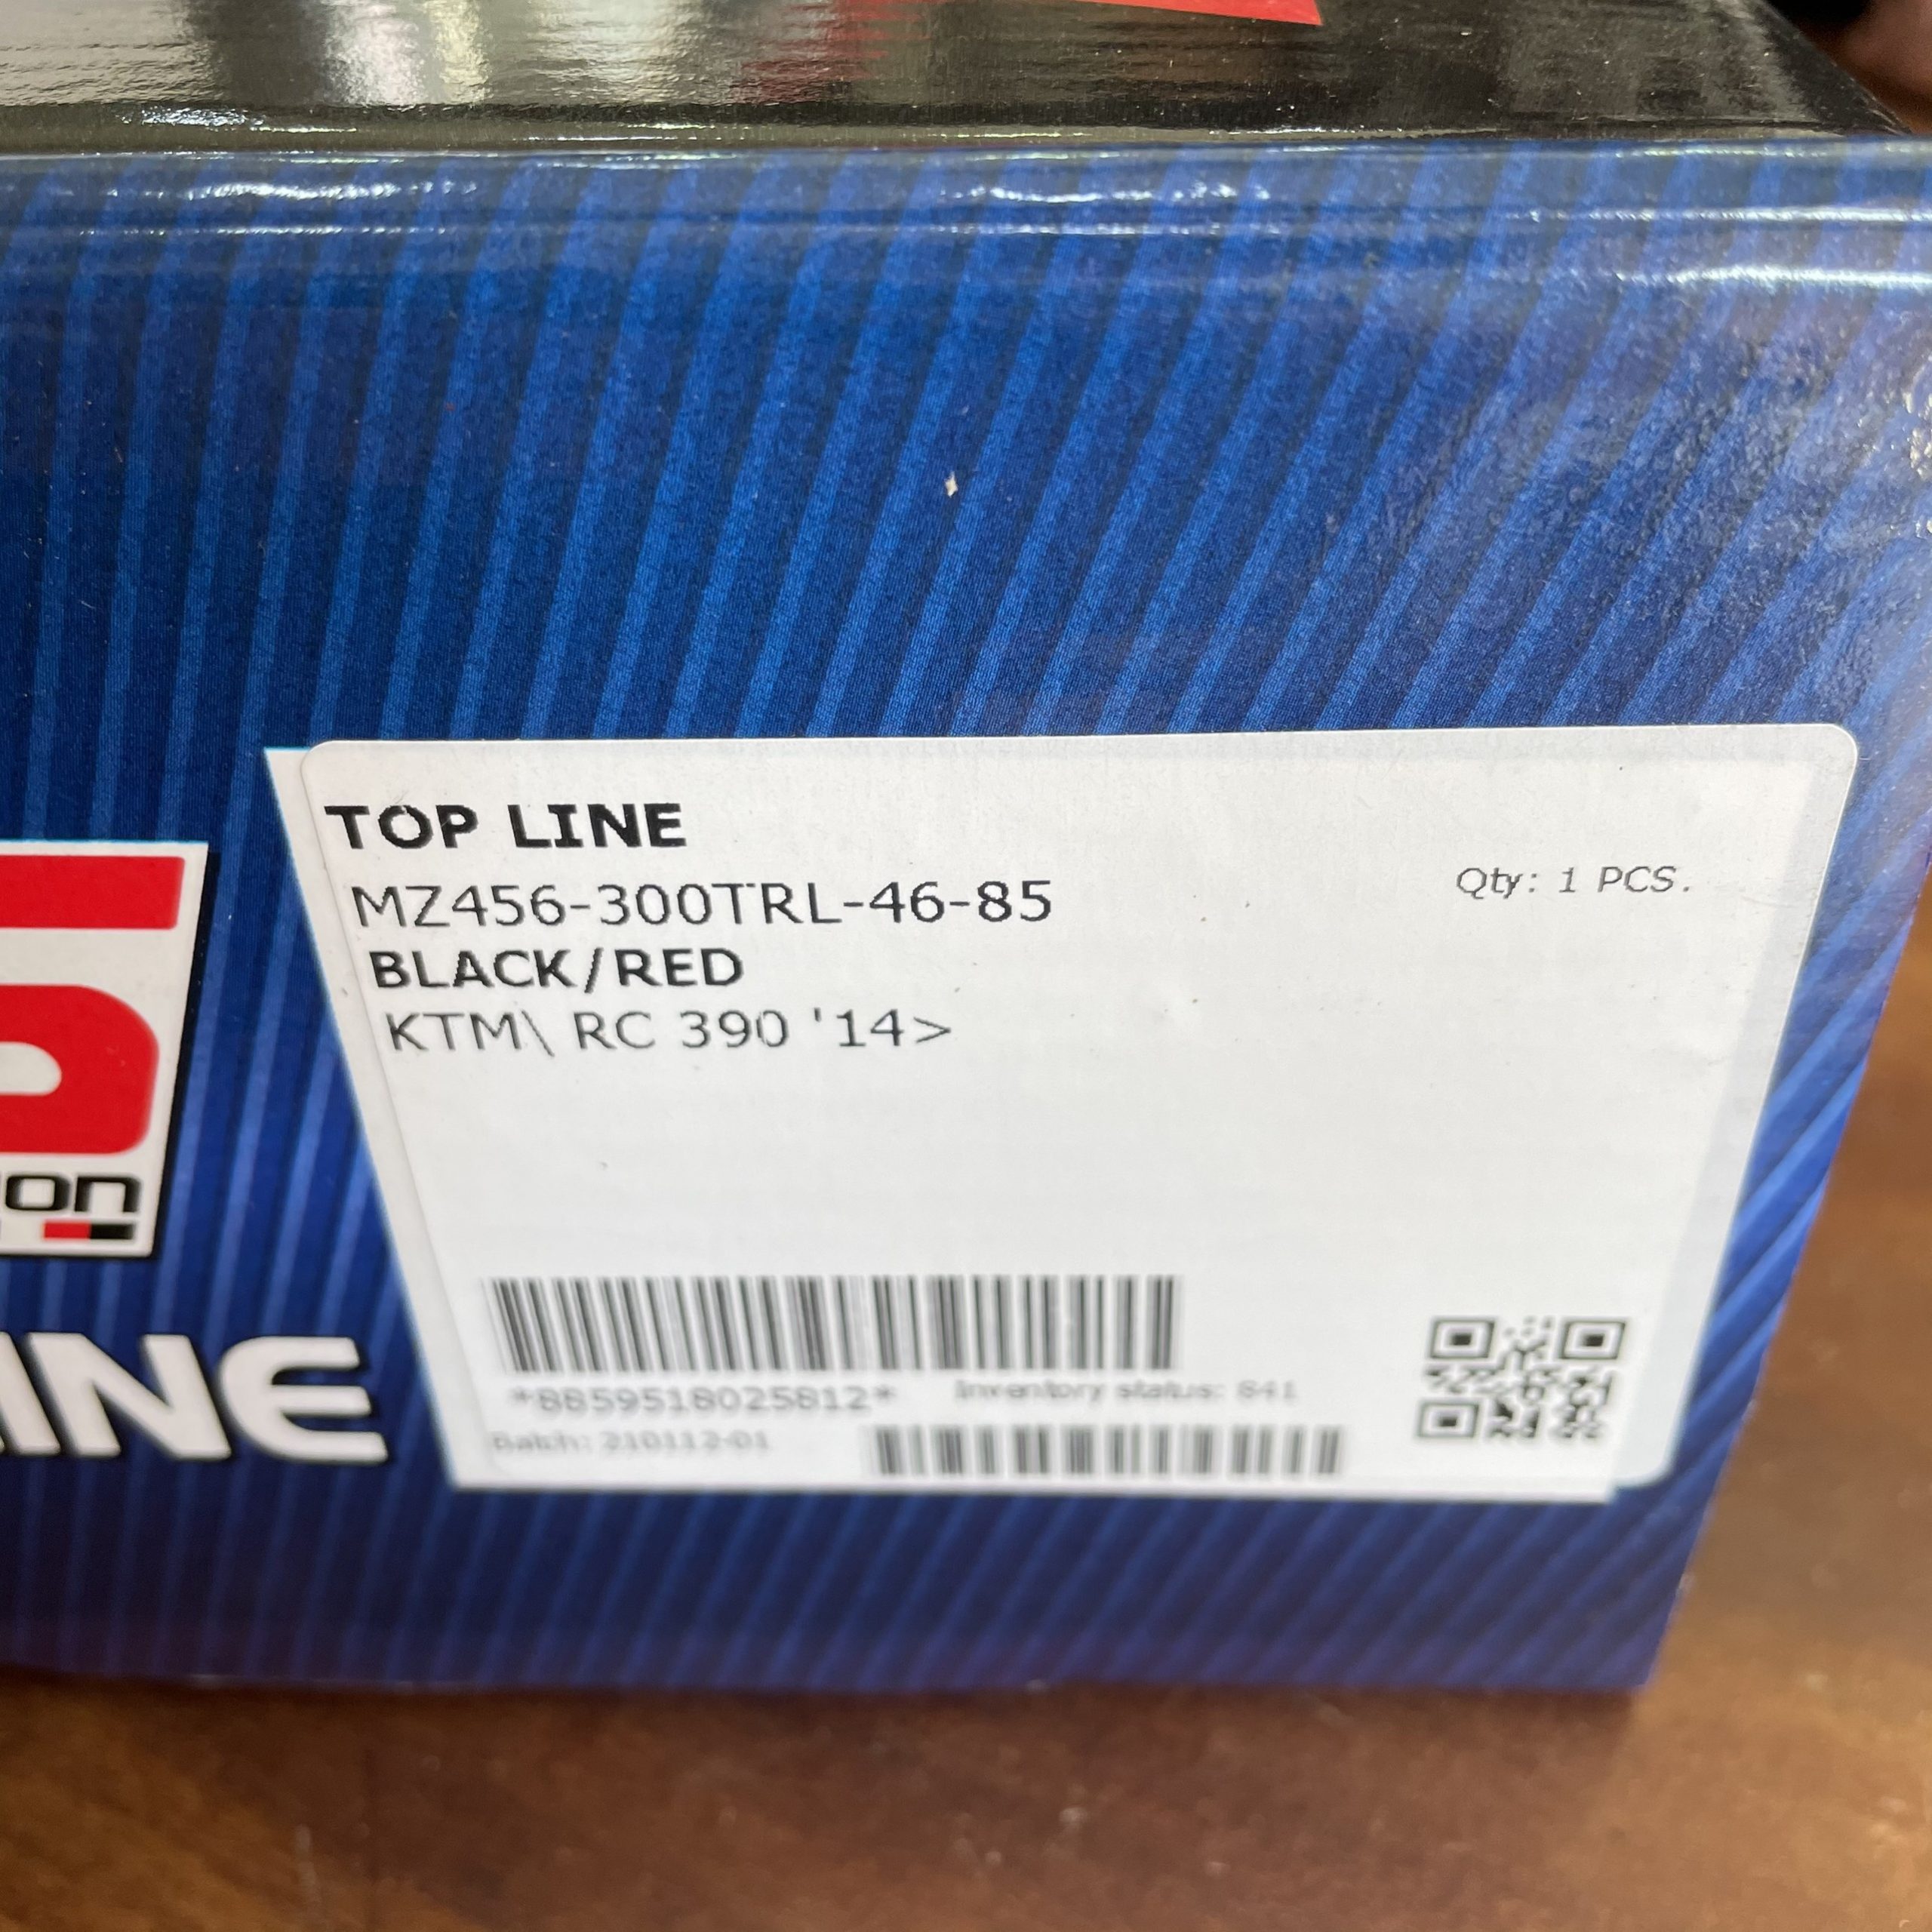 TOP LINE
MZ456-300TRL-46-85
Qty: 1 PCS.
BLACK/RED
KTM\ RC 390 '14>
on
INE
*8859518025812*
Inventory status: 841
Batch: 210112-01